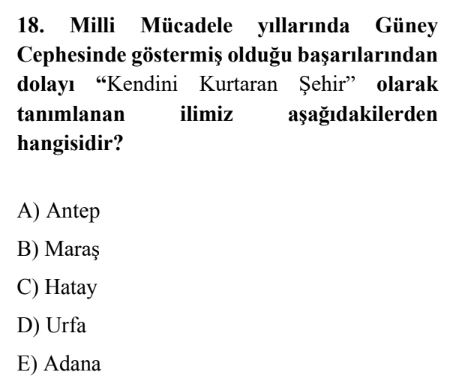 18. Milli Mücadele yıllarında Güney
Cephesinde göstermiş olduğu başarılarından
dolayı “Kendini Kurtaran Şehir” olarak
tanımlanan ilimiz aşağıdakilerden
hangisidir?
A) Antep
B) Maraş
C) Hatay
D) Urfa
E) Adana